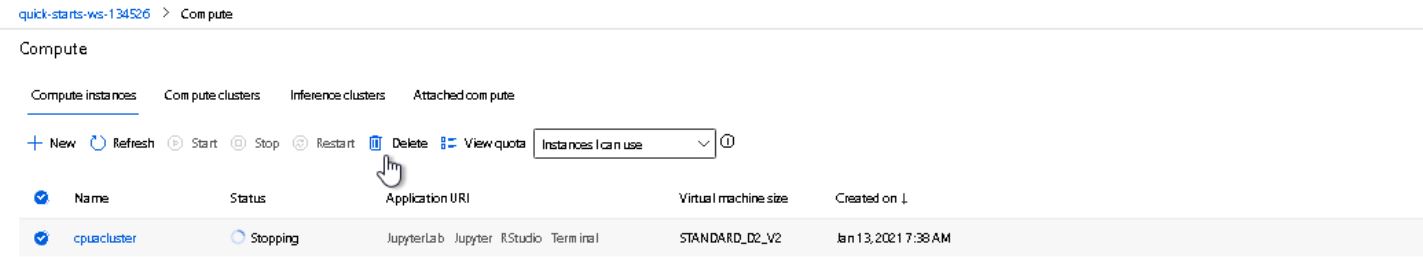 quick-starts-ws-134526 > Compute
Compute
Compute instances Compute clusters Inference clusters Attached compute
New Refresh Start Stop Restart Delete View quota Instances I can use
Name Status Application URI Virtual machine size Created on ↓
cpuacluster Stopping JupyterLab Jupyter RStudio Terminal STANDARD_D2_V2 Jan 13, 2021 7:38 AM